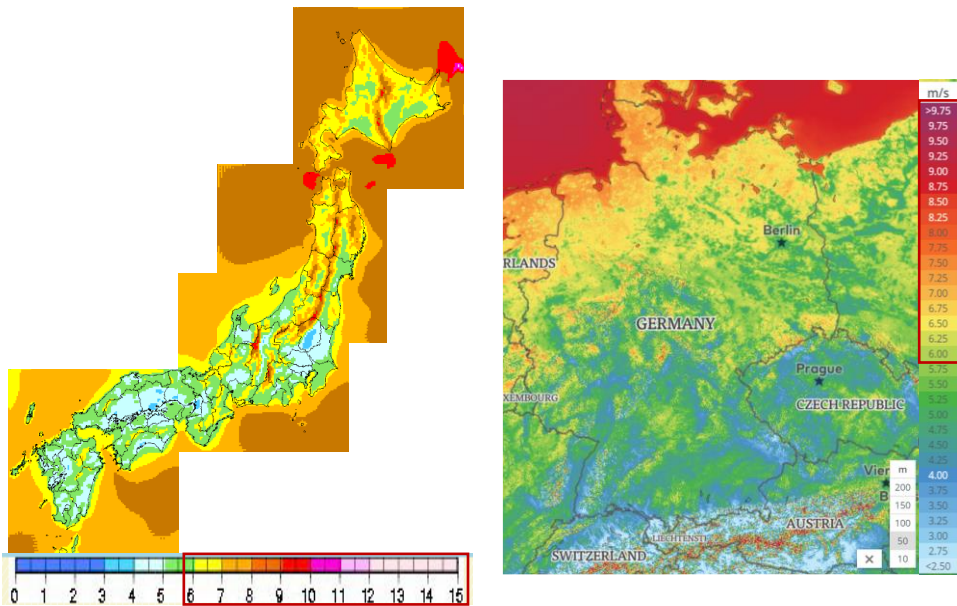 0 1 2 3 4 5 6 7 8 9 10 11 12 13 14 15
m/s
>9.75
9.75
9.50
9.25
9.00
8.75
8.50
8.25
8.00
7.75
7.50
7.25
7.00
6.75
6.50
6.25
6.00
5.75
5.50
5.25
5.00
4.75
4.50
4.25
4.00
3.75
3.50
3.25
3.00
2.75
<2.50
Berlin
RLANDS
GERMANY
Prague
XEMBOURG
CZECH REPUBLIC
Vier
B
AUSTRIA
LIECHTENST
SWITZERLAND
m
200
150
100
50
10
×